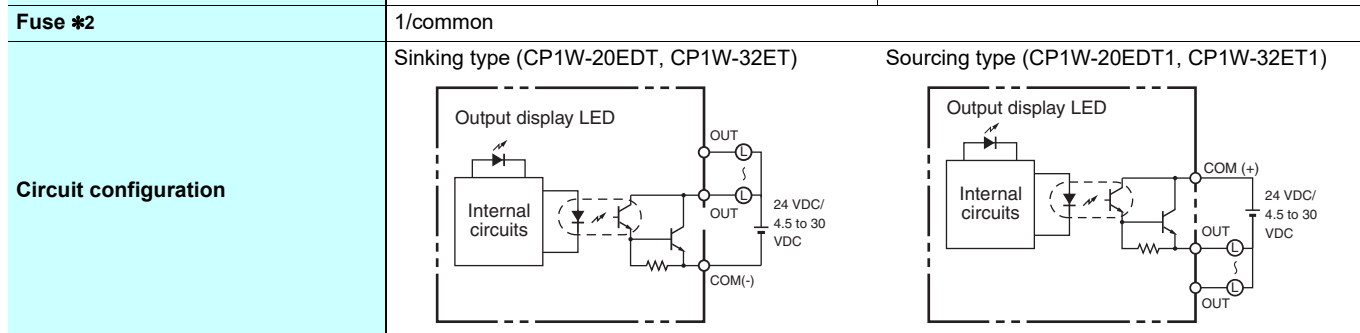 Fuse *2
1/common
Circuit configuration
Sinking type (CP1W-20EDT, CP1W-32ET)
Output display LED
Internal
circuits
OUT
L
L
OUT
24 VDC/
4.5 to 30
VDC
COM(-)
Sourcing type (CP1W-20EDT1, CP1W-32ET1)
Output display LED
Internal
circuits
COM (+)
24 VDC/
4.5 to 30
VDC
OUT
L
L
OUT